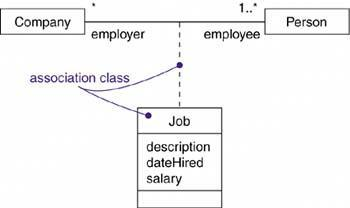 Company
*
1..*
Person
employer
employee
association class
Job
description
dateHired
salary